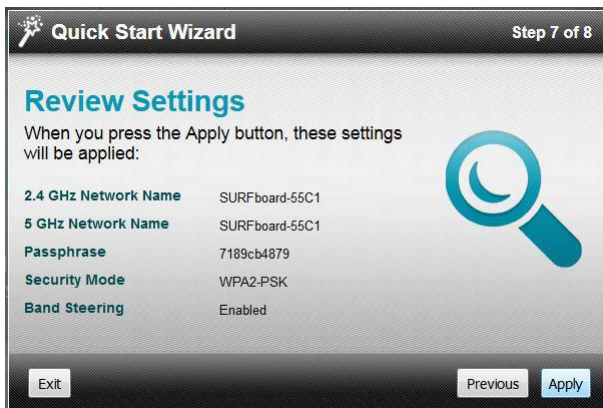 Quick Start Wizard
Step 7 of 8
Review Settings
When you press the Apply button, these settings
will be applied:
2.4 GHz Network Name SURFboard-55C1
5 GHz Network Name SURFboard-55C1
Passphrase 7189cb4879
Security Mode WPA2-PSK
Band Steering Enabled
Exit Previous Apply